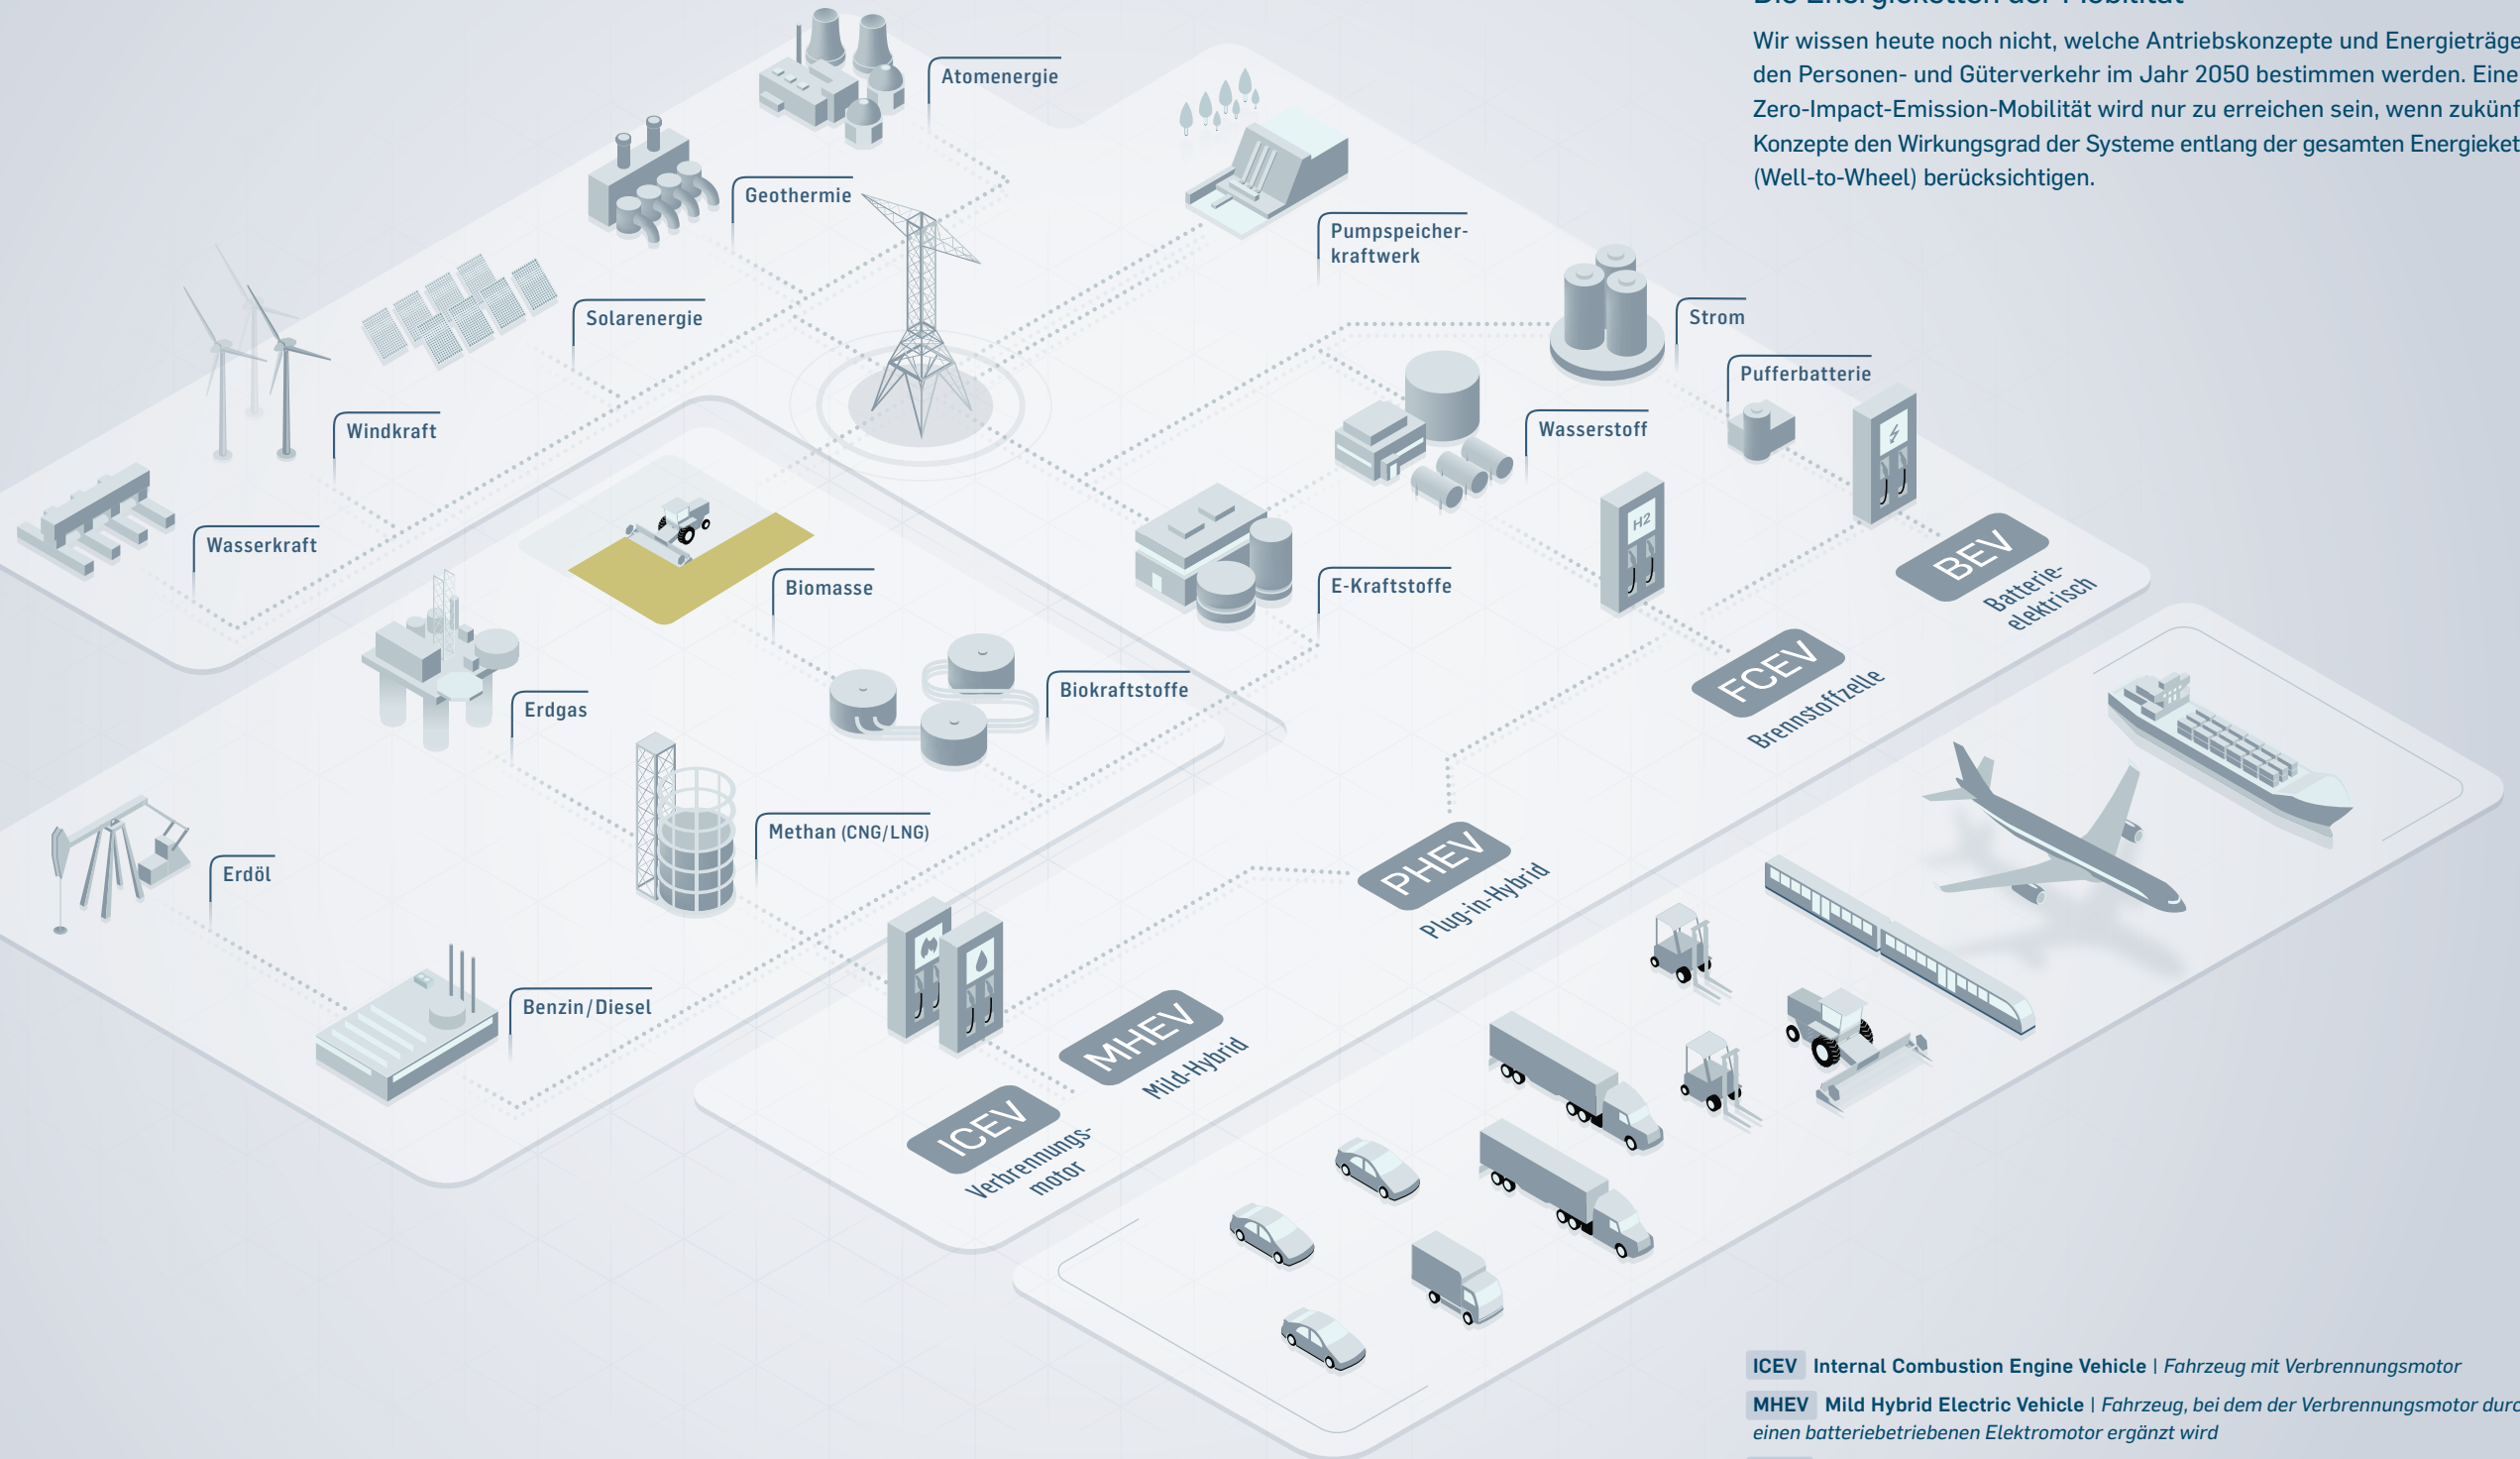 Die Energieketten der Mobilität
Wir wissen heute noch nicht, welche Antriebskonzepte und Energieträge
den Personen- und Güterverkehr im Jahr 2050 bestimmen werden. Eine
Zero-Impact-Emission-Mobilität wird nur zu erreichen sein, wenn zukünf
Konzepte den Wirkungsgrad der Systeme entlang der gesamten Energieket
(Well-to-Wheel) berücksichtigen.
Atomenergie
Geothermie
Pumpspeicher-
kraftwerk
Solarenergie
Strom
Pufferbatterie
Windkraft
Wasserstoff
Wasserkraft
H2
BEV
Batterie-
elektrisch
Biomasse
E-Kraftstoffe
FCEV
Brennstoffzelle
Erdgas
Biokraftstoffe
Methan (CNG/LNG)
Erdöl
PHEV
Plug-in-Hybrid
Benzin/Diesel
MHEV
Mild-Hybrid
ICEV
Verbrennungs-
motor
ICEV Internal Combustion Engine Vehicle | Fahrzeug mit Verbrennungsmotor
MHEV Mild Hybrid Electric Vehicle | Fahrzeug, bei dem der Verbrennungsmotor durc
einen batteriebetriebenen Elektromotor ergänzt wird